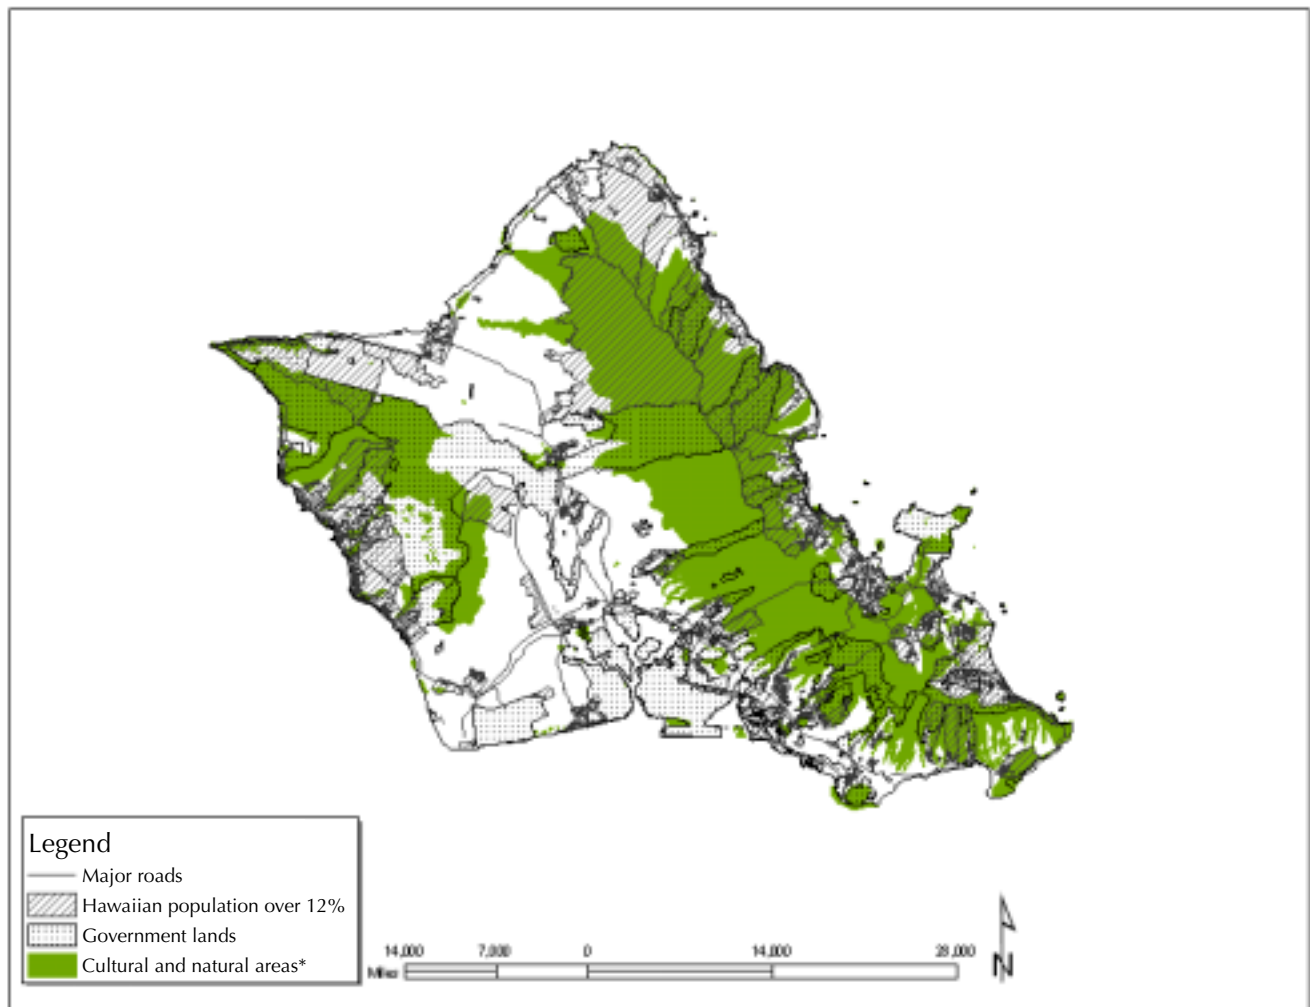 Legend
Major roads
Hawaiian population over 12%
Government lands
Cultural and natural areas*
14,000 7,000 0 14,000 28,000
Miles
N